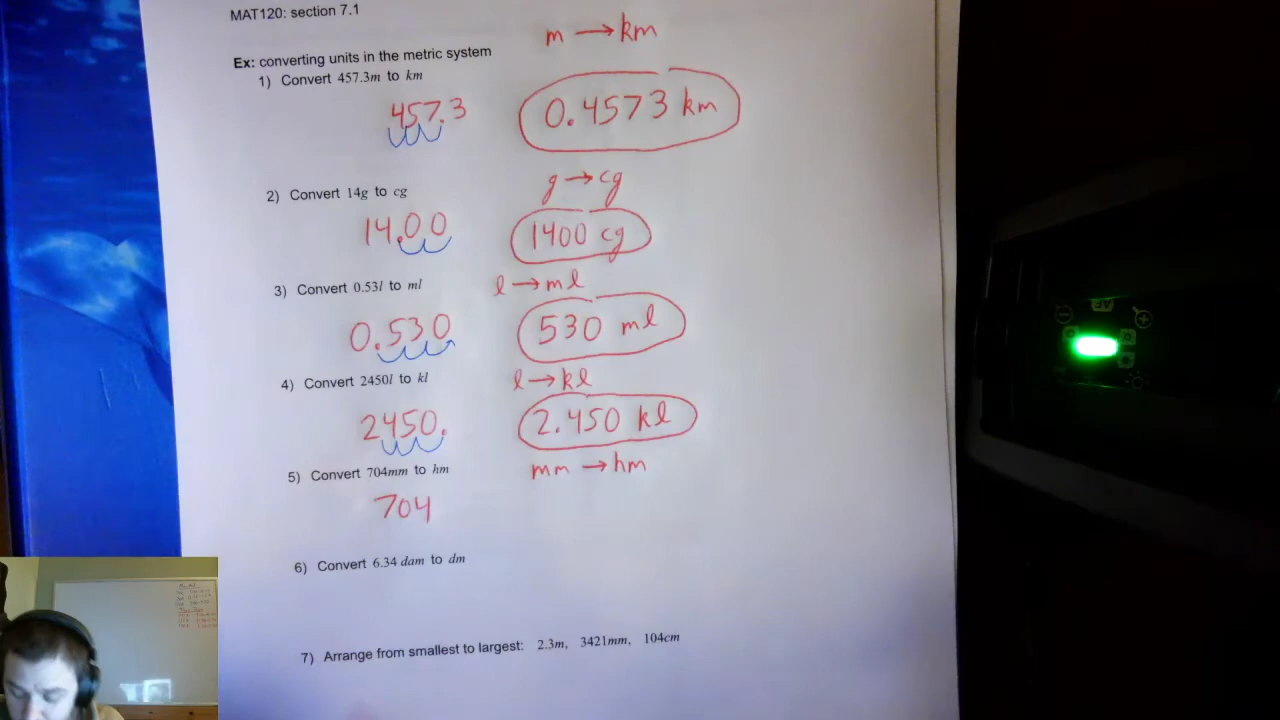 MAT120: section 7.1
m → km
Ex: converting units in the metric system
1) Convert 457.3m to km
457.3 0.4573 km
g → cg
2) Convert 14g to cg
14.00 1400 cg
3) Convert 0.53l to ml l → ml
0.530 530 ml
4) Convert 2450l to kl l → kl
2450. 2.450 kl
5) Convert 704mm to hm mm → hm
704
6) Convert 6.34 dam to dm
7) Arrange from smallest to largest: 2.3m, 3421mm, 104cm
AF